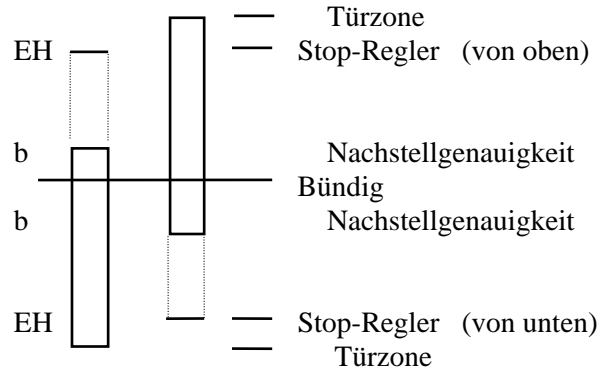 Türzone
EH Stop-Regler (von oben)
b Nachstellgenauigkeit
Bündig
b Nachstellgenauigkeit
EH Stop-Regler (von unten)
Türzone